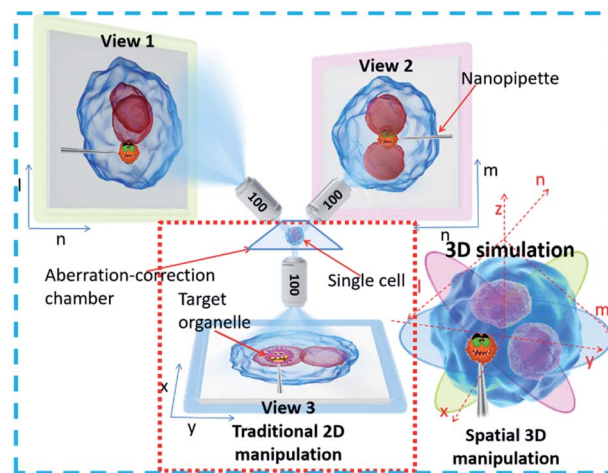 View 1
View 2
Nanopipette
l
n
100
100
n
m
Aberration-correction
chamber
Single cell
100
Target
organelle
x
y
View 3
Traditional 2D
manipulation
z
n
3D simulation
l
m
y
x
Spatial 3D
manipulation